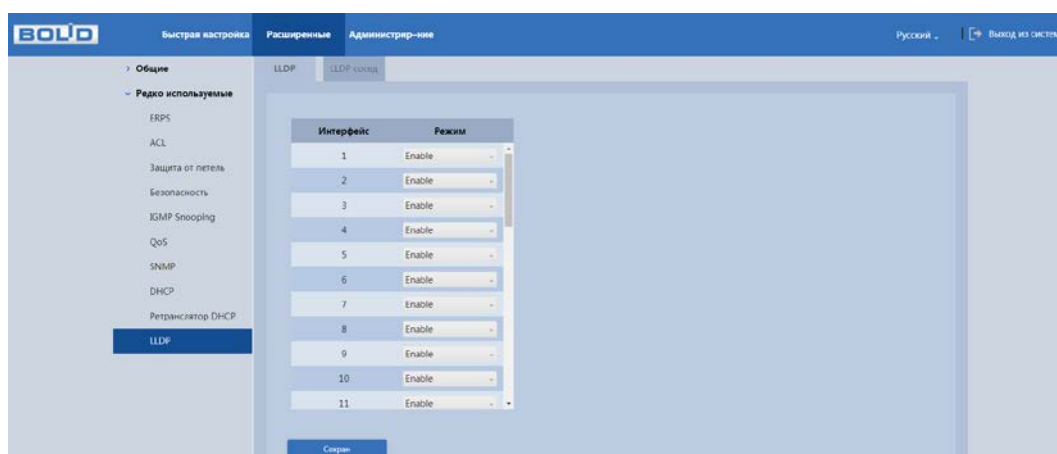 BOLID Быстрая настройка Расширенные Администрир-ние Русский Выход из систем
Общие
Редко используемые
ERPS
ACL
Защита от петель
Безопасность
IGMP Snooping
QoS
SNMP
DHCP
Ретранслятор DHCP
LLDP
LLDP LLDP сосед
Интерфейс Режим
1 Enable
2 Enable
3 Enable
4 Enable
5 Enable
6 Enable
7 Enable
8 Enable
9 Enable
10 Enable
11 Enable
Сохран